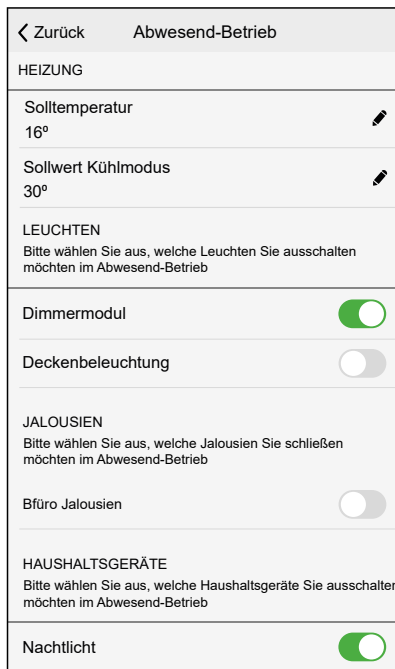 Zurück Abwesend-Betrieb
HEIZUNG
Solltemperatur
16º
Sollwert Kühlmodus
30º
LEUCHTEN
Bitte wählen Sie aus, welche Leuchten Sie ausschalten
möchten im Abwesend-Betrieb
Dimmermodul
Deckenbeleuchtung
JALOUSIEN
Bitte wählen Sie aus, welche Jalousien Sie schließen
möchten im Abwesend-Betrieb
Bfüro Jalousien
HAUSHALTSGERÄTE
Bitte wählen Sie aus, welche Haushaltsgeräte Sie ausschalten
möchten im Abwesend-Betrieb
Nachtlicht